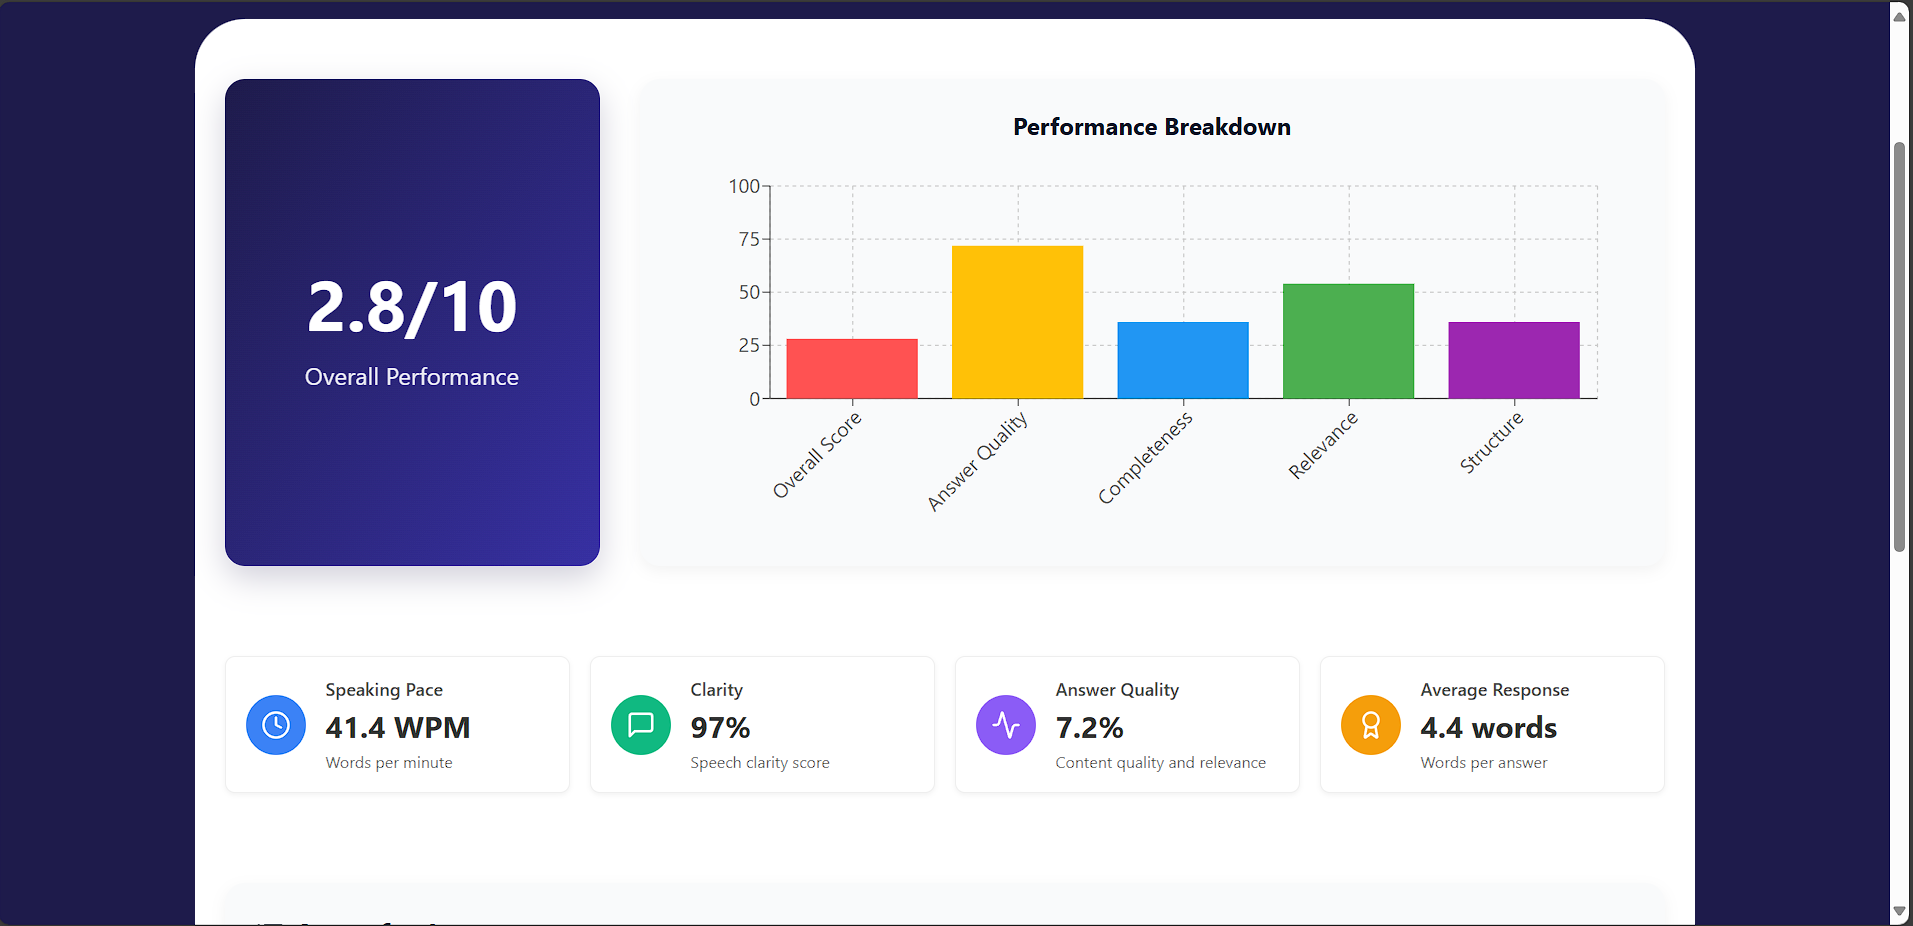 2.8/10
Overall Performance
Performance Breakdown
100
75
50
25
0
Overall Score
Answer Quality
Completeness
Relevance
Structure
Speaking Pace
41.4 WPM
Words per minute
Clarity
97%
Speech clarity score
Answer Quality
7.2%
Content quality and relevance
Average Response
4.4 words
Words per answer